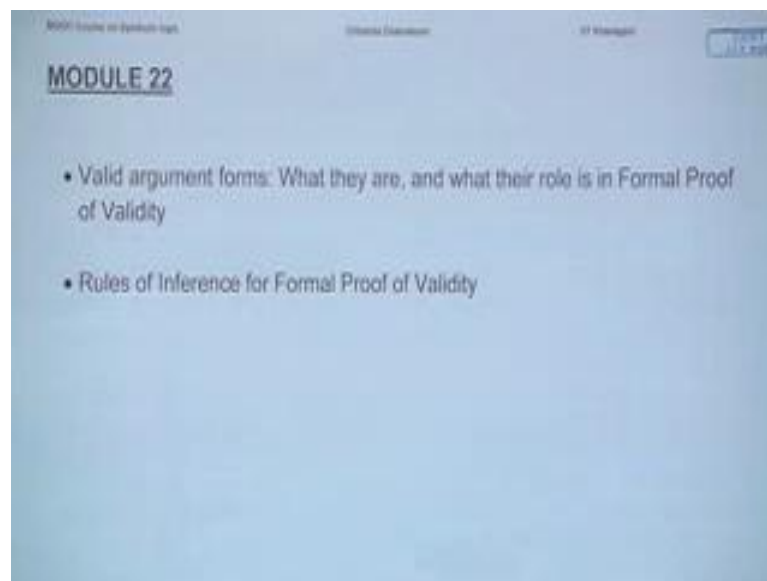 MODULE 22
• Valid argument forms: What they are, and what their role is in Formal Proof
of Validity
• Rules of Inference for Formal Proof of Validity